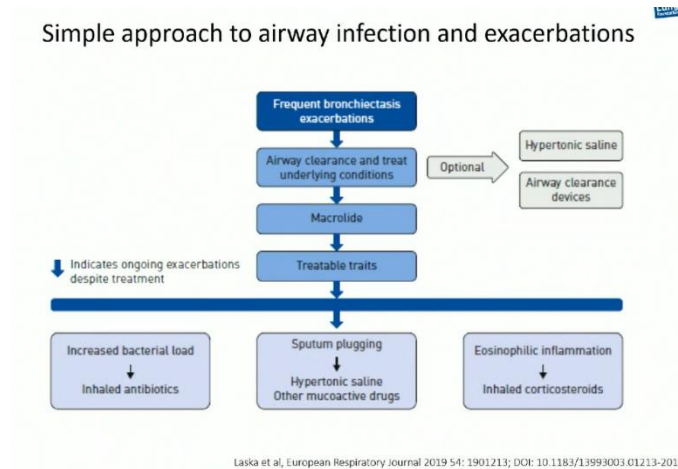 Simple approach to airway infection and exacerbations
Frequent bronchiectasis
exacerbations
Airway clearance and treat
underlying conditions
Optional
Hypertonic saline
Airway clearance
devices
Macrolide
Indicates ongoing exacerbations
despite treatment
Treatable traits
Increased bacterial load
Inhaled antibiotics
Sputum plugging
Hypertonic saline
Other mucoactive drugs
Eosinophilic inflammation
Inhaled corticosteroids
Laska et al, European Respiratory Journal 2019 54: 1901213; DOI: 10.1183/13993003.01213-201